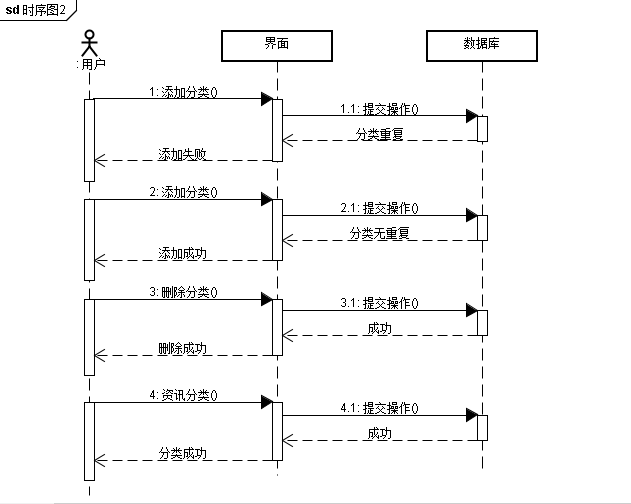 sd 时序图2
: 用户
界面
数据库
1: 添加分类()
1.1: 提交操作()
分类重复
添加失败
2: 添加分类()
2.1: 提交操作()
分类无重复
添加成功
3: 删除分类()
3.1: 提交操作()
成功
删除成功
4: 资讯分类()
4.1: 提交操作()
成功
分类成功